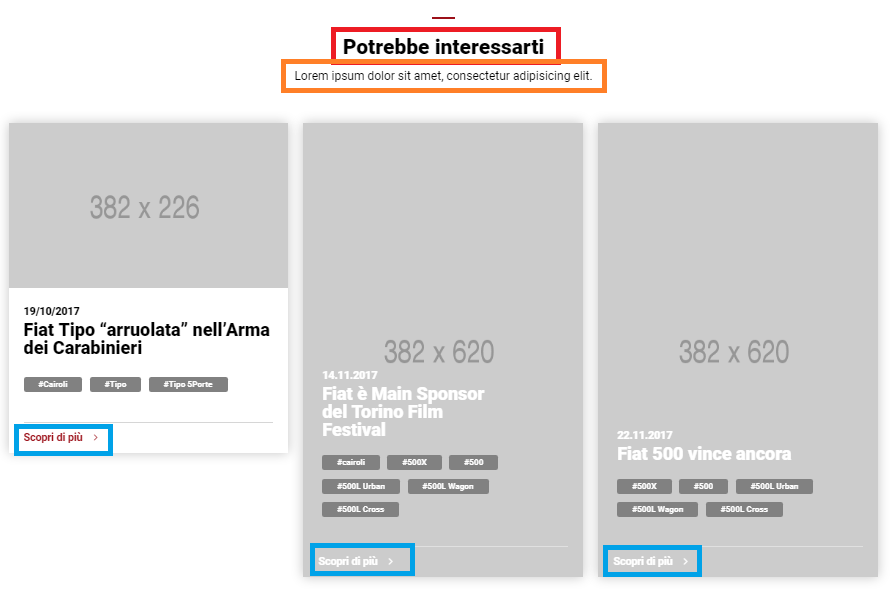 Potrebbe interessarti
Lorem ipsum dolor sit amet, consectetur adipisicing elit.
382 x 226
19/10/2017
Fiat Tipo “arruolata” nell’Arma
dei Carabinieri
#Cairoli #Tipo #Tipo 5Porte
Scopri di più >
382 x 620
14.11.2017
Fiat è Main Sponsor
del Torino Film
Festival
#cairoli #500X #500
#500L Urban #500L Wagon
#500L Cross
Scopri di più >
382 x 620
22.11.2017
Fiat 500 vince ancora
#500X #500 #500L Urban
#500L Wagon #500L Cross
Scopri di più >